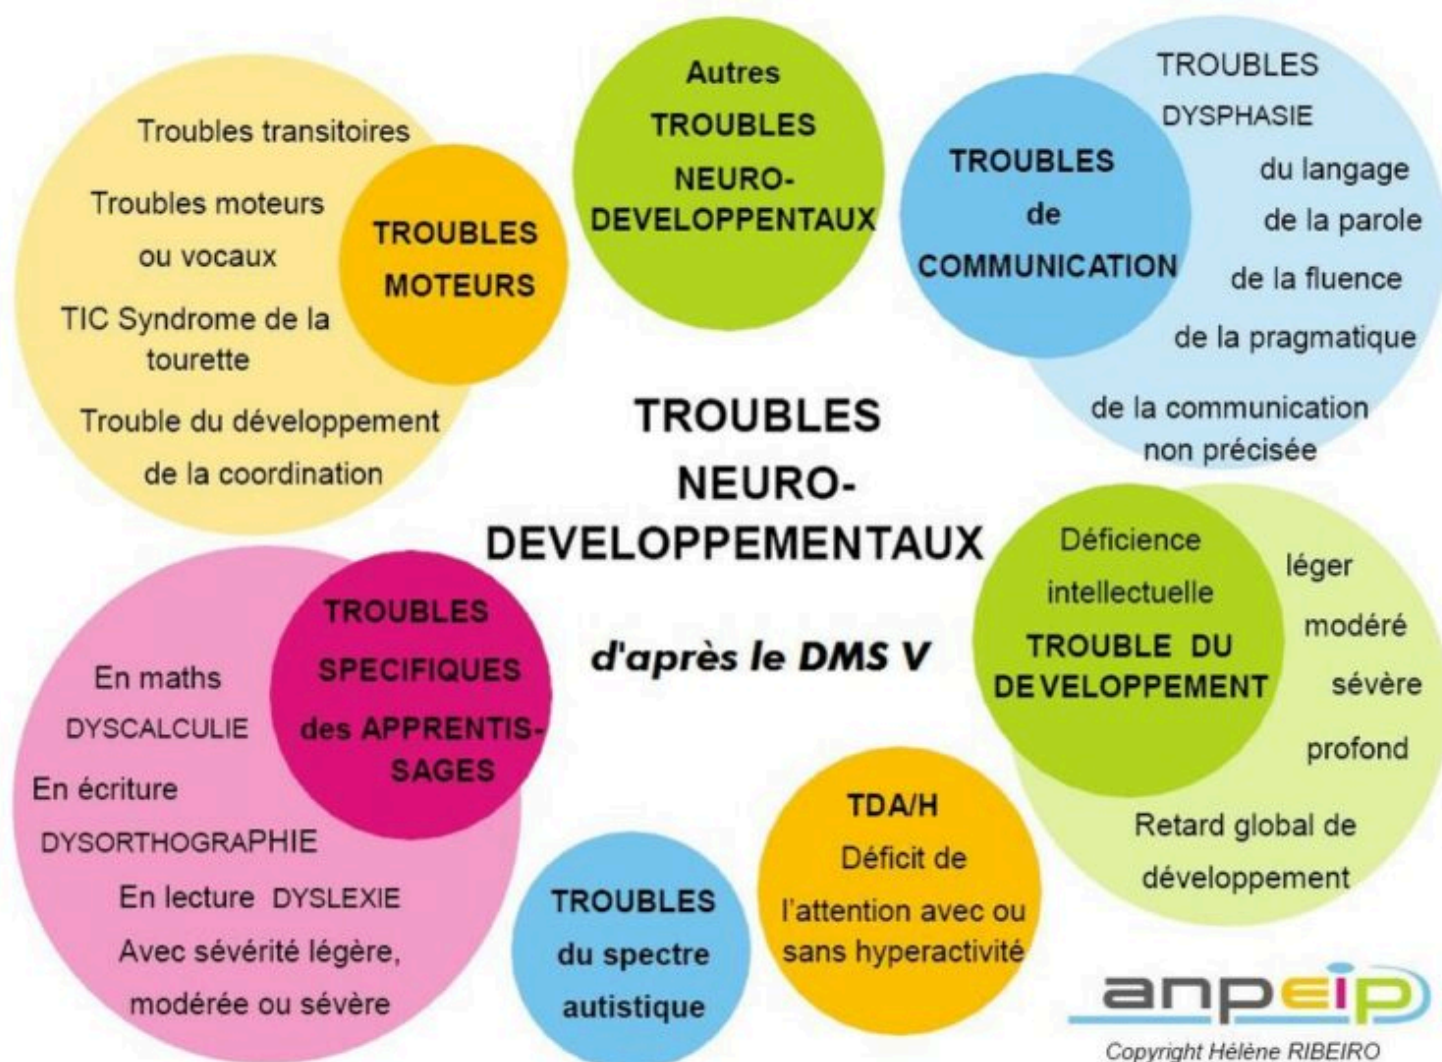 Troubles transitoires
Troubles moteurs
ou vocaux
TIC Syndrome de la
tourette
Trouble du développement
de la coordination
TROUBLES
MOTEURS
Autres
TROUBLES
NEURO-
DEVELOPPENTAUX
TROUBLES
de
COMMUNICATION
TROUBLES
DYSPHASIE
du langage
de la parole
de la fluence
de la pragmatique
de la communication
non précisée
TROUBLES
NEURO-
DEVELOPPEMENTAUX
d'après le DMS V
Déficience
intellectuelle
TROUBLE DU
DEVELOPPEMENT
léger
modéré
sévère
profond
Retard global de
développement
TROUBLES
SPECIFIQUES
des APPRENTIS-
SAGES
En maths
DYSCALCULIE
En écriture
DYSORTHOGRAPHIE
En lecture DYSLEXIE
Avec sévérité légère,
modérée ou sévère
TROUBLES
du spectre
autistique
TDA/H
Déficit de
l'attention avec ou
sans hyperactivité
anpeip
Copyright Hélène RIBEIRO